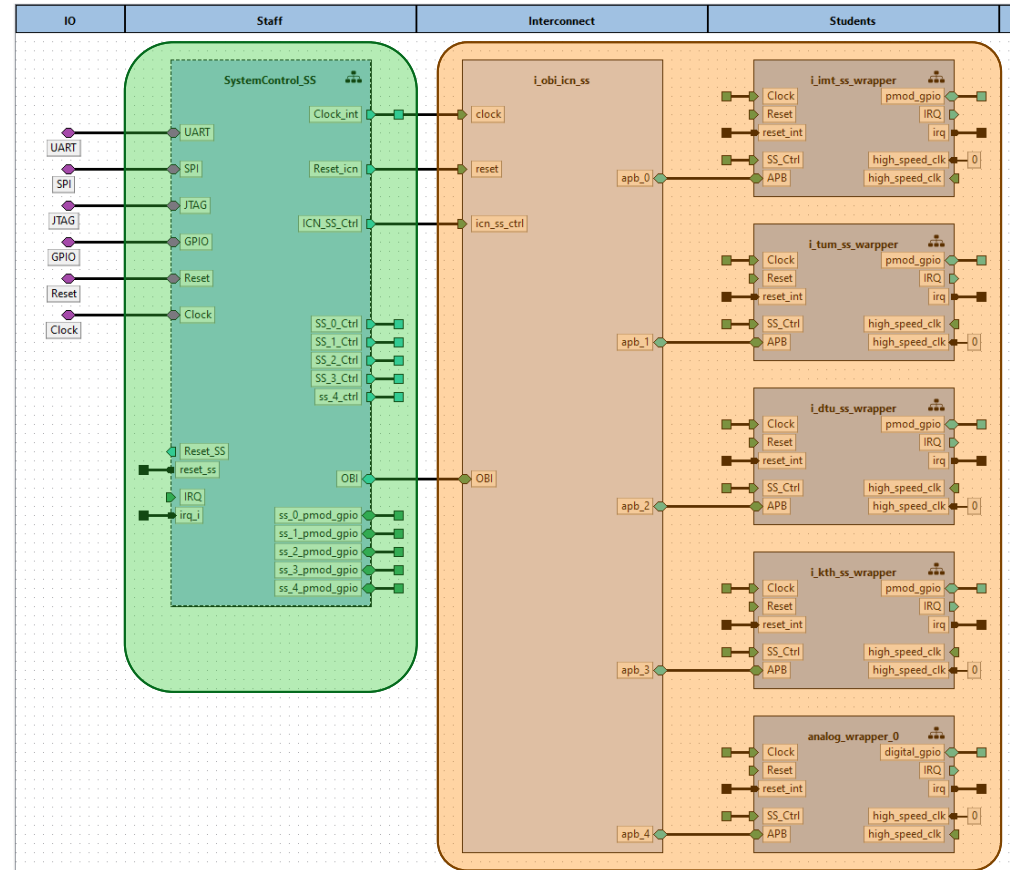 IO
Staff
Interconnect
Students
SystemControl_SS
Clock_int
Reset_icn
ICN_SS_Ctrl
UART
SPI
JTAG
GPIO
Reset
Clock
UART
SPI
JTAG
GPIO
Reset
Clock
SS_0_Ctrl
SS_1_Ctrl
SS_2_Ctrl
SS_3_Ctrl
ss_4_ctrl
Reset_SS
reset_ss
IRQ
irq_i
OBI
ss_0_pmod_gpio
ss_1_pmod_gpio
ss_2_pmod_gpio
ss_3_pmod_gpio
ss_4_pmod_gpio
i_obi_icn_ss
clock
reset
icn_ss_ctrl
OBI
apb_0
apb_1
apb_2
apb_3
apb_4
i_imt_ss_wrapper
Clock
pmod_gpio
Reset
IRQ
reset_int
irq
SS_Ctrl
high_speed_clk
0
APB
high_speed_clk
i_tum_ss_warpper
Clock
pmod_gpio
Reset
IRQ
reset_int
irq
SS_Ctrl
high_speed_clk
APB
high_speed_clk
0
i_dtu_ss_wrapper
Clock
pmod_gpio
Reset
IRQ
reset_int
irq
SS_Ctrl
high_speed_clk
APB
high_speed_clk
0
i_kth_ss_wrapper
Clock
pmod_gpio
Reset
IRQ
reset_int
irq
SS_Ctrl
high_speed_clk
APB
high_speed_clk
0
analog_wrapper_0
Clock
digital_gpio
Reset
IRQ
reset_int
irq
SS_Ctrl
high_speed_clk
0
APB
high_speed_clk